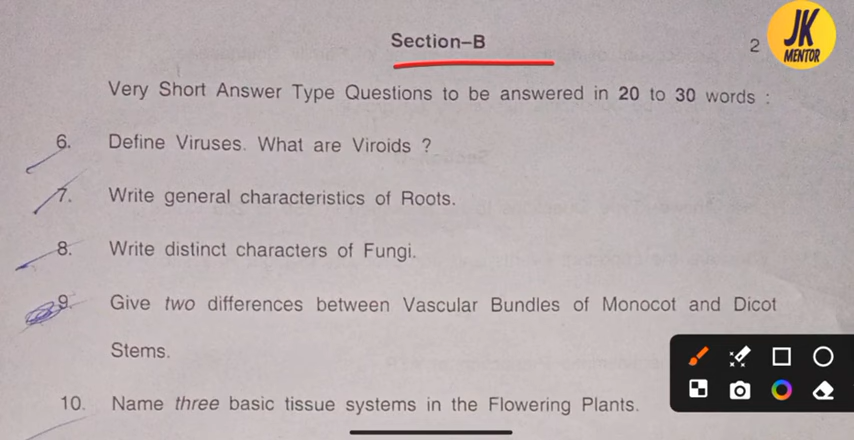 Section–B
2
JK
MENTOR
Very Short Answer Type Questions to be answered in 20 to 30 words :
6. Define Viruses. What are Viroids ?
7. Write general characteristics of Roots.
8. Write distinct characters of Fungi.
9. Give two differences between Vascular Bundles of Monocot and Dicot
Stems.
10. Name three basic tissue systems in the Flowering Plants.